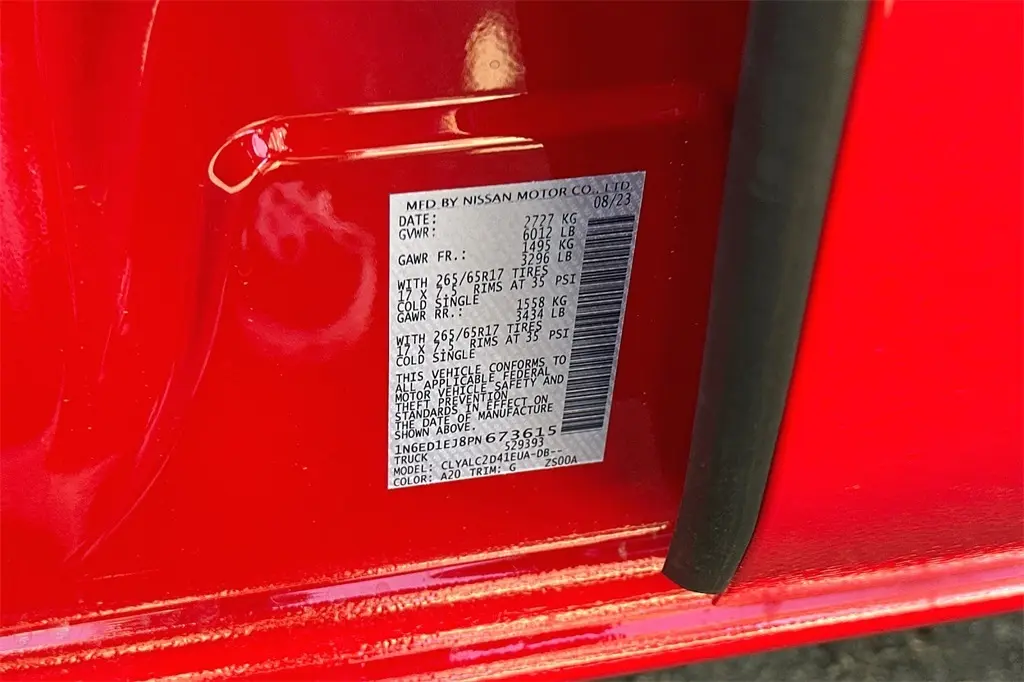 MFD BY NISSAN MOTOR CO., LTD.
DATE: 08/23
GVWR: 2727 KG
6012 LB
GAWR FR.: 1495 KG
3296 LB
WITH 265/65R17 TIRES
17 X 7.5 RIMS AT 35 PSI
COLD SINGLE
GAWR RR.: 1558 KG
3434 LB
WITH 265/65R17 TIRES
17 X 7.5 RIMS AT 35 PSI
COLD SINGLE
THIS VEHICLE CONFORMS TO
ALL APPLICABLE FEDERAL
MOTOR VEHICLE SAFETY AND
THEFT PREVENTION
STANDARDS IN EFFECT ON
THE DATE OF MANUFACTURE
SHOWN ABOVE.
1N6ED1EJ8PN673615
TRUCK 529393
MODEL: CLYALC2D41EUA-DB--
COLOR: A20 TRIM: G ZS00A